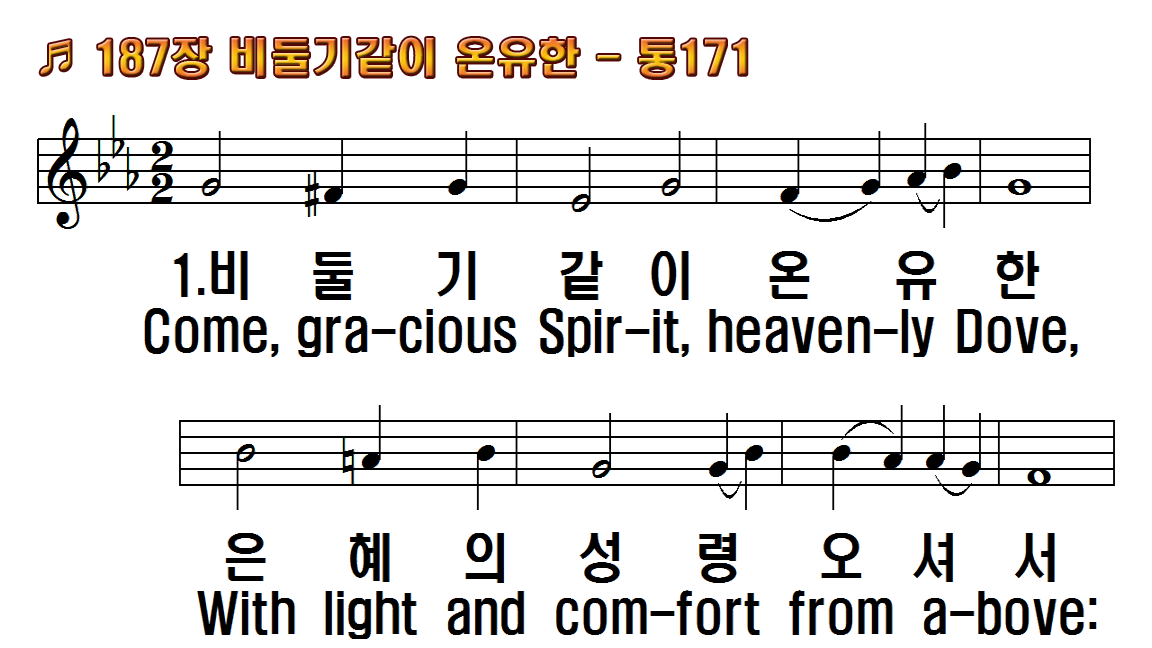 ♬ 187장 비둘기같이 온유한 - 통171
2
2
1.비 둘 기 같 이 온 유 한
Come, gra-cious Spir-it, heaven-ly Dove,
은 혜 의 성 령 오 셔 서
With light and com-fort from a-bove: